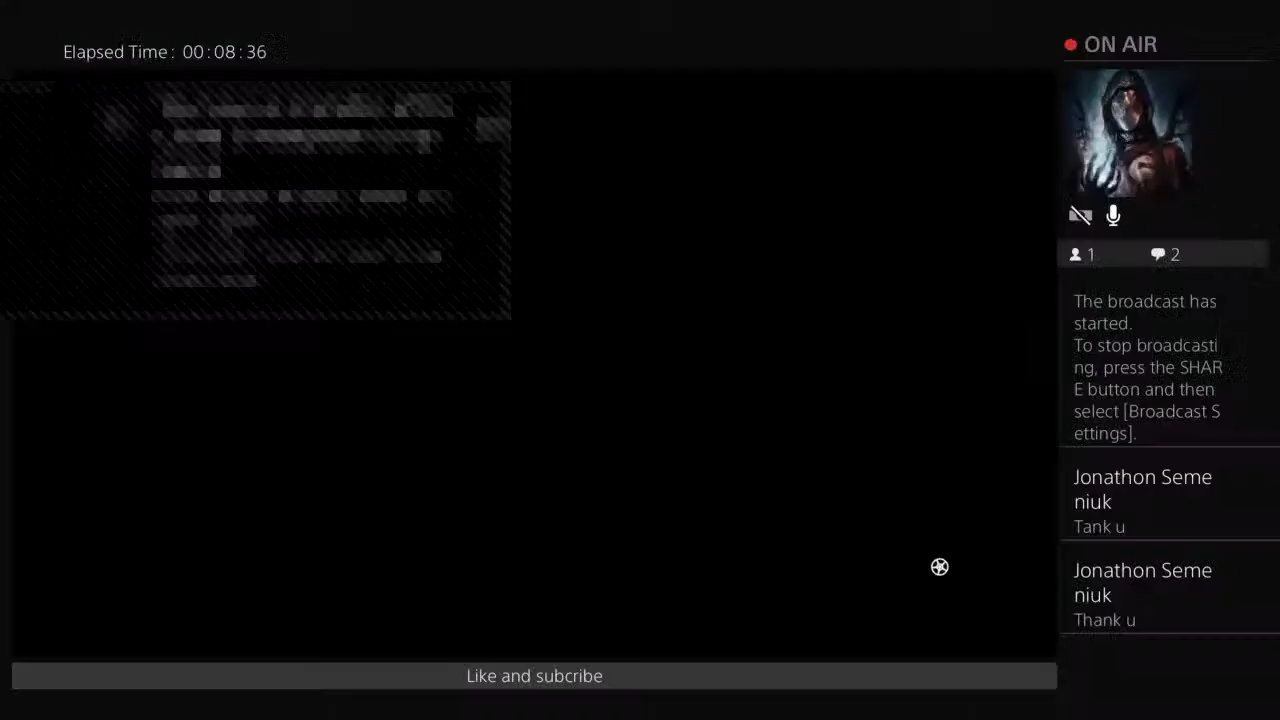 Elapsed Time: 00:08:36
ON AIR
1 2
The broadcast has
started.
To stop broadcasti
ng, press the SHAR
E button and then
select [Broadcast S
ettings].
Jonathon Seme
niuk
Tank u
Jonathon Seme
niuk
Thank u
Like and subcribe